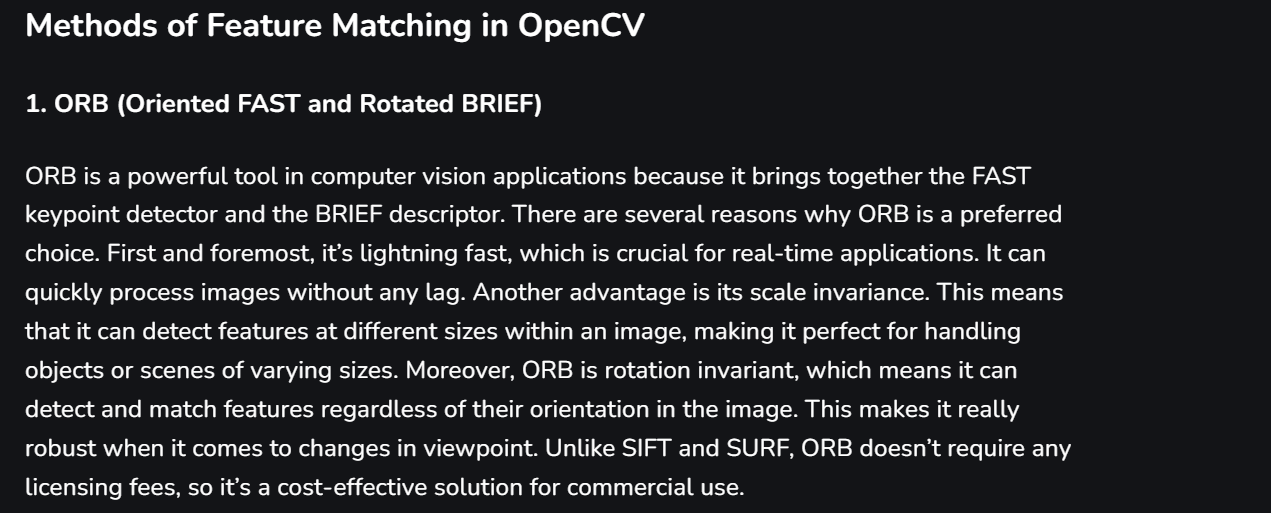 Methods of Feature Matching in OpenCV
1. ORB (Oriented FAST and Rotated BRIEF)
ORB is a powerful tool in computer vision applications because it brings together the FAST
keypoint detector and the BRIEF descriptor. There are several reasons why ORB is a preferred
choice. First and foremost, it’s lightning fast, which is crucial for real-time applications. It can
quickly process images without any lag. Another advantage is its scale invariance. This means
that it can detect features at different sizes within an image, making it perfect for handling
objects or scenes of varying sizes. Moreover, ORB is rotation invariant, which means it can
detect and match features regardless of their orientation in the image. This makes it really
robust when it comes to changes in viewpoint. Unlike SIFT and SURF, ORB doesn’t require any
licensing fees, so it’s a cost-effective solution for commercial use.